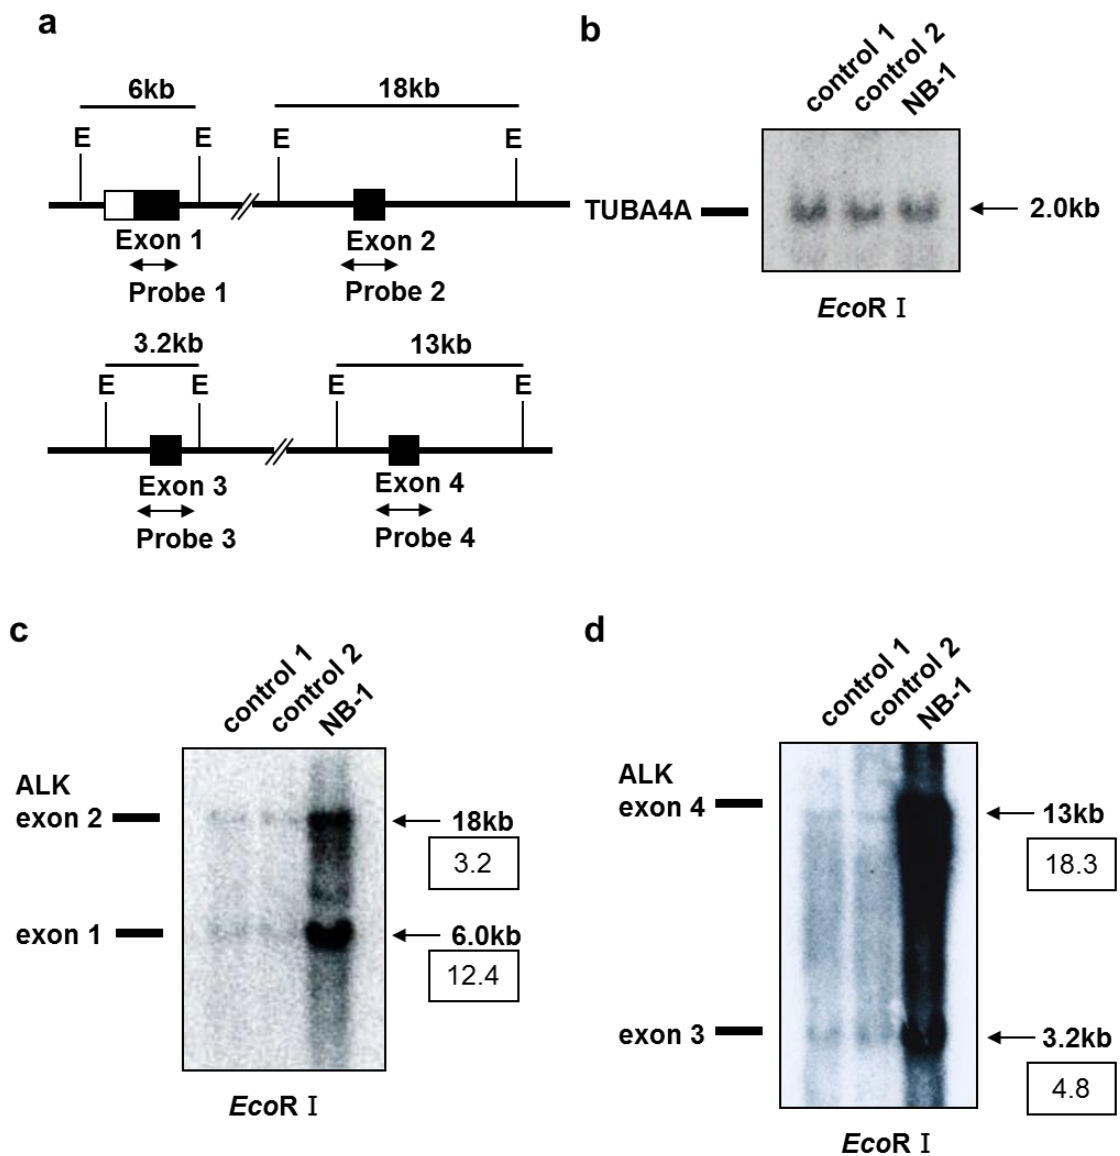 a
6kb
18kb
E
E
E
E
Exon 1
Exon 2
Probe 1
Probe 2
3.2kb
13kb
E
E
E
E
Exon 3
Exon 4
Probe 3
Probe 4
b
control 1
control 2
NB-1
TUBA4A
2.0kb
EcoR I
c
control 1
control 2
NB-1
ALK
exon 2
18kb
3.2
exon 1
6.0kb
12.4
EcoR I
d
control 1
control 2
NB-1
ALK
exon 4
13kb
18.3
exon 3
3.2kb
4.8
EcoR I